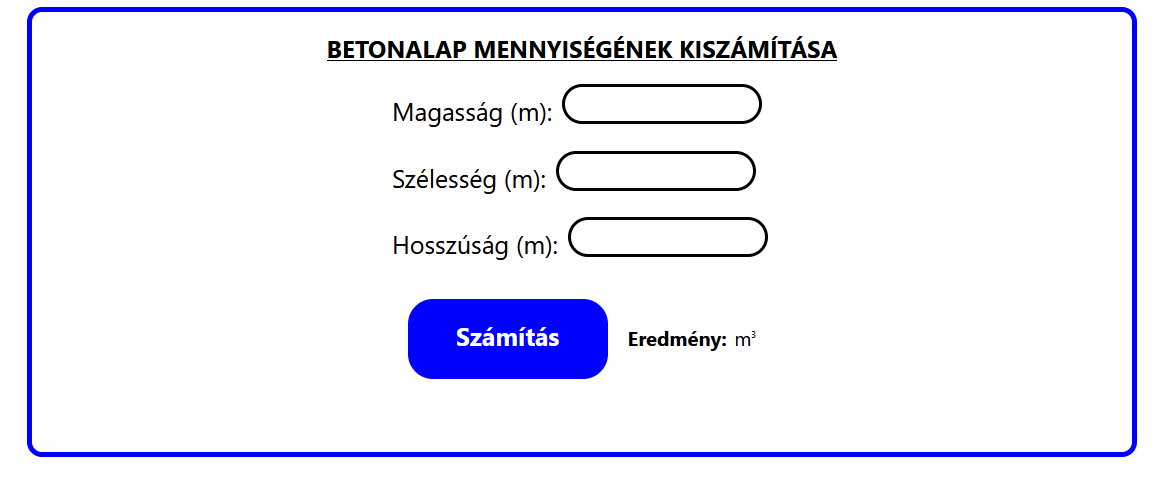 BETONALAP MENNYISÉGÉNEK KISZÁMÍTÁSA
Magasság (m):
Szélesség (m):
Hosszúság (m):
Számítás Eredmény: m³